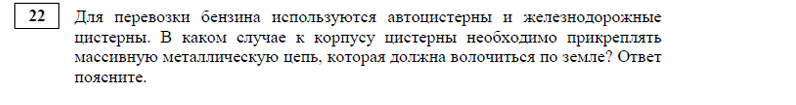 22 Для перевозки бензина используются автоцистерны и железнодорожные
цистерны. В каком случае к корпусу цистерны необходимо прикреплять
массивную металлическую цепь, которая должна волочиться по земле? Ответ
поясните.